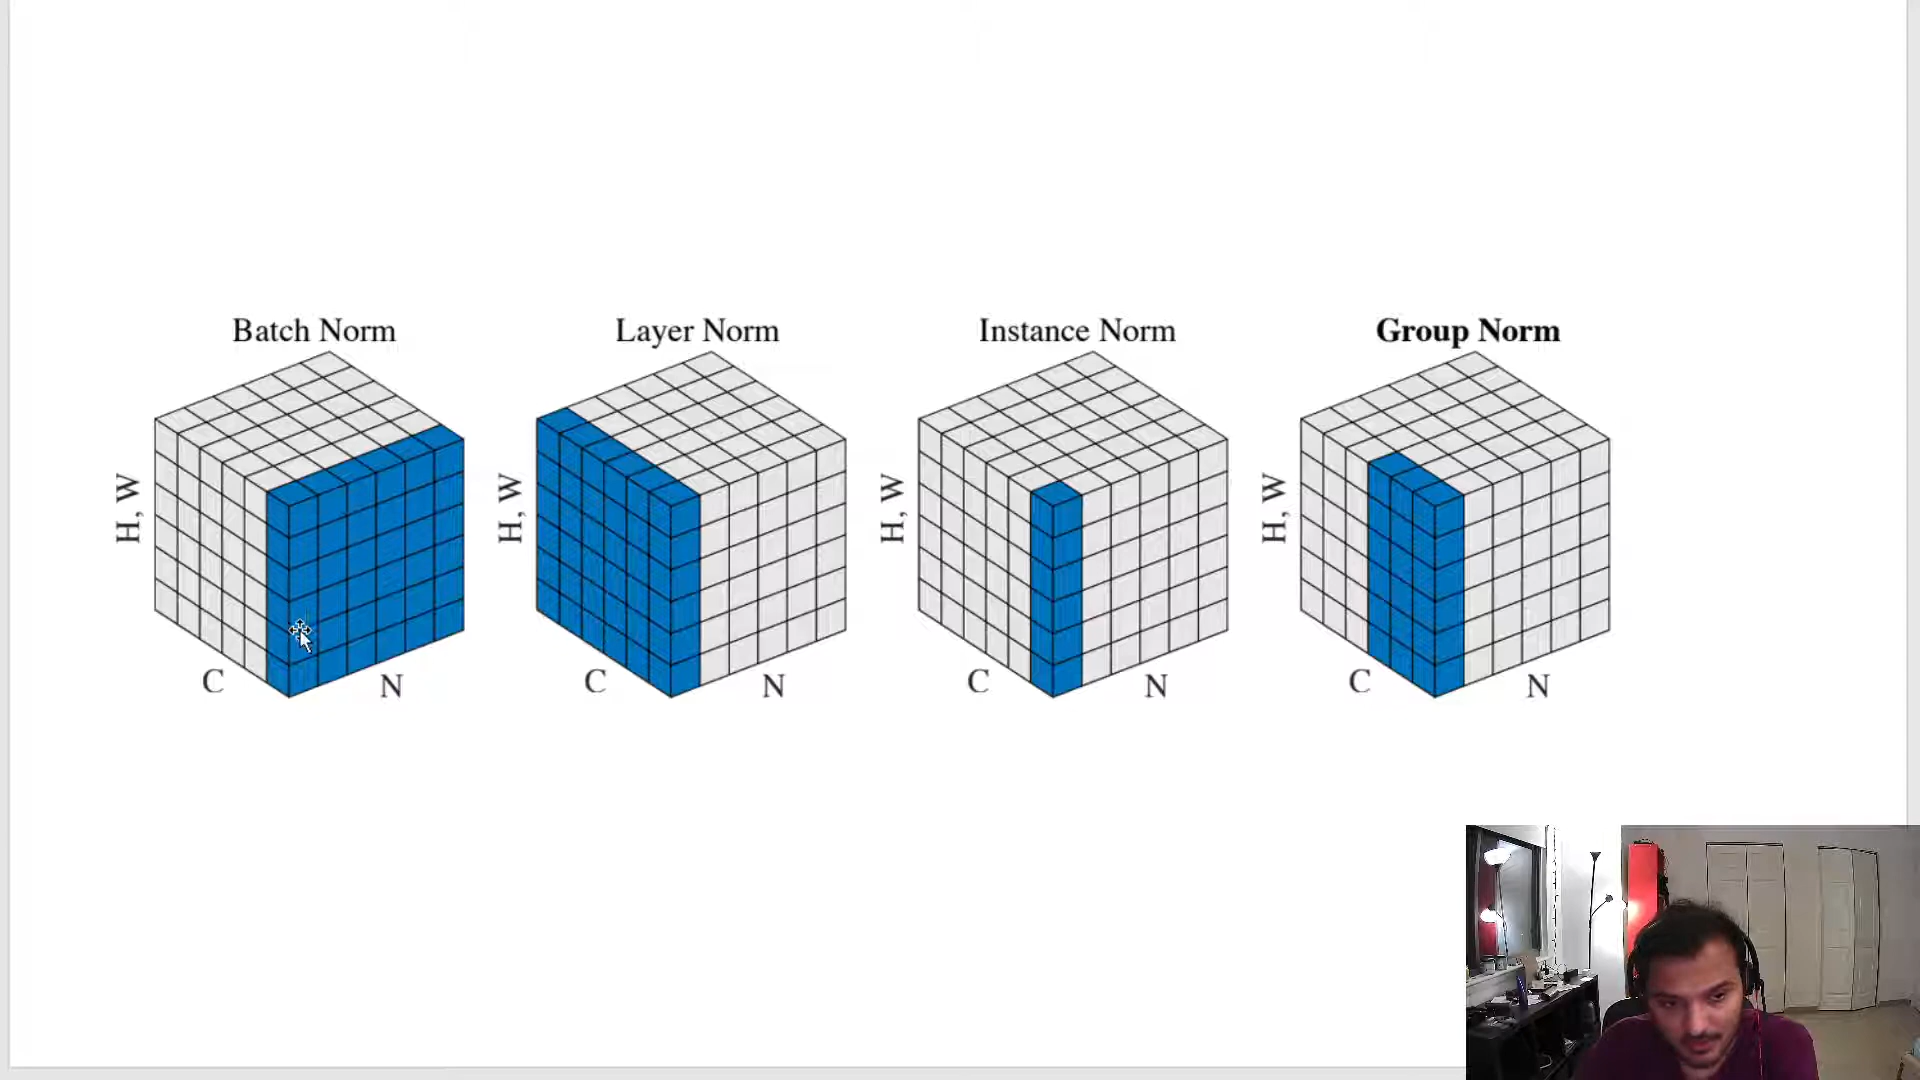 Batch Norm
Layer Norm
Instance Norm
Group Norm
H, W
H, W
H, W
H, W
C
N
C
N
C
N
C
N